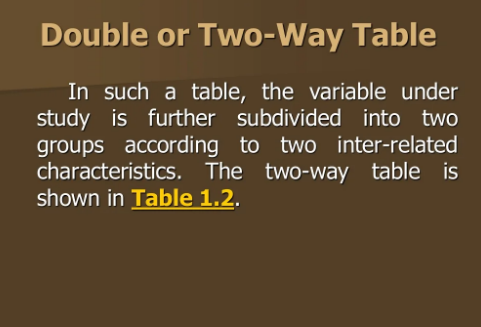 Double or Two-Way Table
In such a table, the variable under
study is further subdivided into two
groups according to two inter-related
characteristics. The two-way table is
shown in Table 1.2.